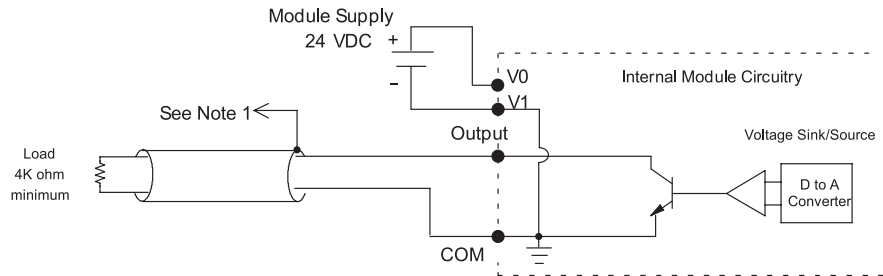 Module Supply
24 VDC
+
−
V0
V1
Internal Module Circuitry
See Note 1
Output
Voltage Sink/Source
Load
4K ohm
minimum
D to A
Converter
COM